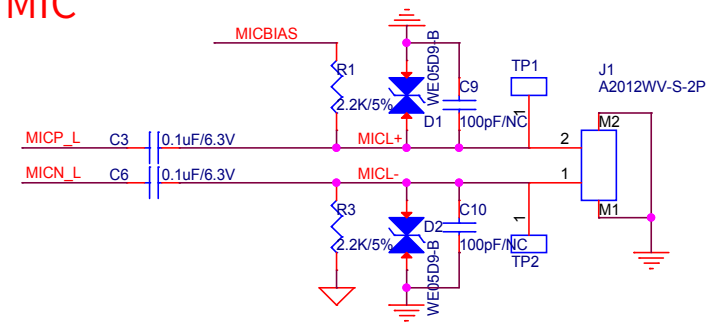 MIC
MICBIAS
R1
2.2K/5%
WE05D9-B
D1
C9
100pF/NC
TP1
1
J1
A2012WV-S-2P
M2
MICP_L
C3
0.1uF/6.3V
MICL+
2
MICN_L
C6
0.1uF/6.3V
MICL-
1
M1
R3
2.2K/5%
D2
WE05D9-B
C10
100pF/NC
1
TP2